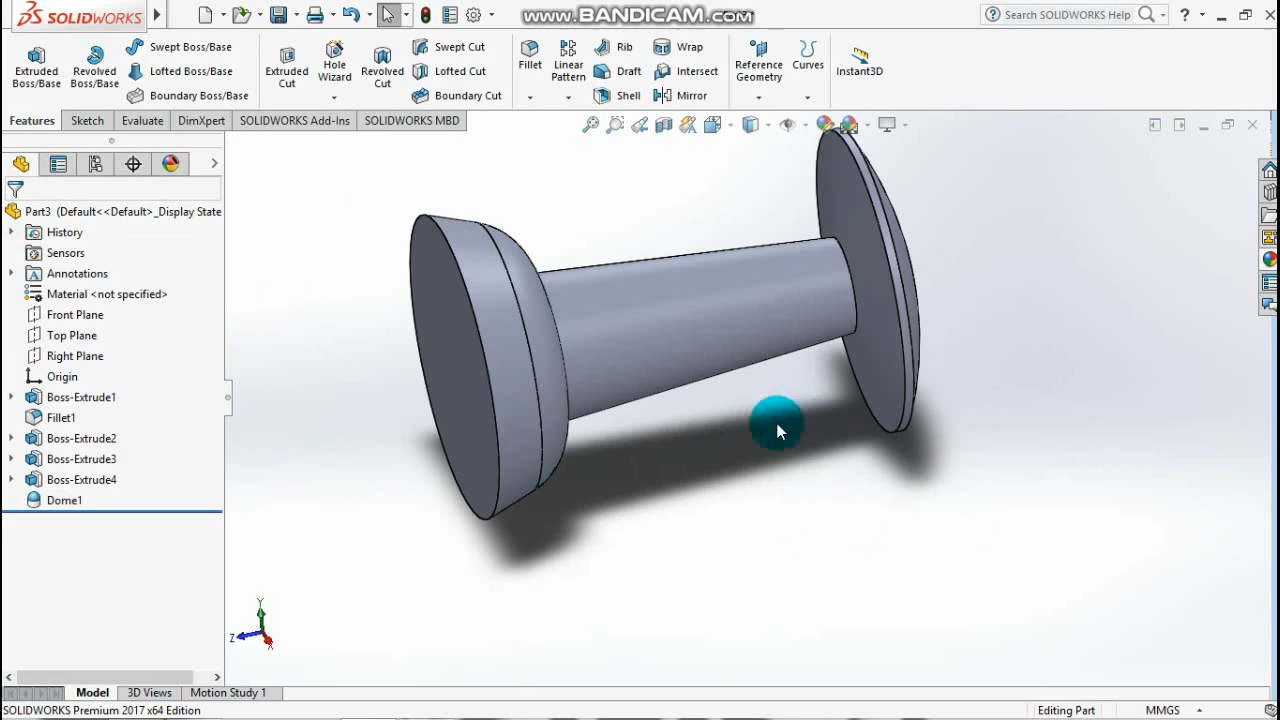 SOLIDWORKS
www.BANDICAM.com
Search SOLIDWORKS Help
?
Extruded Boss/Base
Revolved Boss/Base
Swept Boss/Base
Lofted Boss/Base
Boundary Boss/Base
Extruded Cut
Hole Wizard
Revolved Cut
Swept Cut
Lofted Cut
Boundary Cut
Fillet
Linear Pattern
Rib
Draft
Shell
Wrap
Intersect
Mirror
Reference Geometry
Curves
Instant3D
Features
Sketch
Evaluate
DimXpert
SOLIDWORKS Add-Ins
SOLIDWORKS MBD
Part3 (Default<<Default>_Display State
History
Sensors
Annotations
Material <not specified>
Front Plane
Top Plane
Right Plane
Origin
Boss-Extrude1
Fillet1
Boss-Extrude2
Boss-Extrude3
Boss-Extrude4
Dome1
Y
Z
X
Model
3D Views
Motion Study 1
SOLIDWORKS Premium 2017 x64 Edition
Editing Part
MMGS